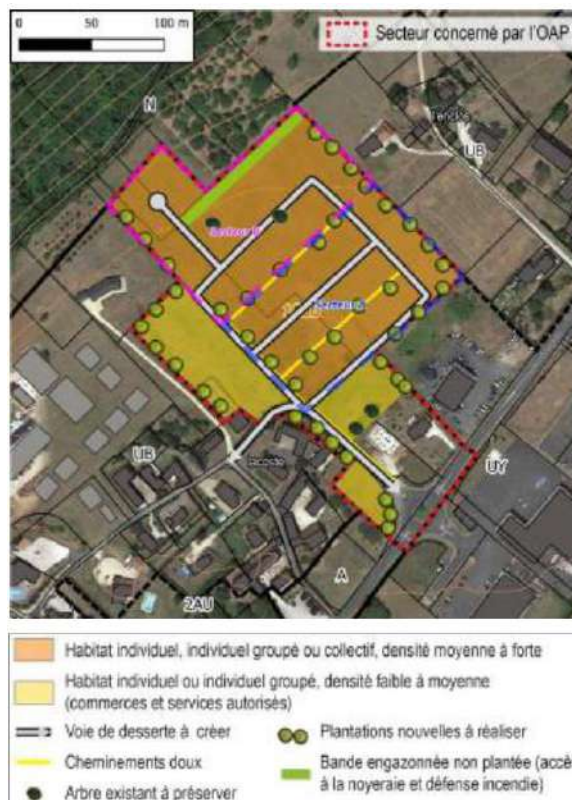 0 50 100 m
Secteur concerné par l'OAP
N
UB
Secteur
Secteur
UB
UY
A
2AU
Habitat individuel, individuel groupé ou collectif, densité moyenne à forte
Habitat individuel ou individuel groupé, densité faible à moyenne
(commerces et services autorisés)
Voie de desserte à créer
Plantations nouvelles à réaliser
Cheminements doux
Bande engazonnée non plantée (accè
à la noyeraie et défense incendie)
Arbre existant à préserver